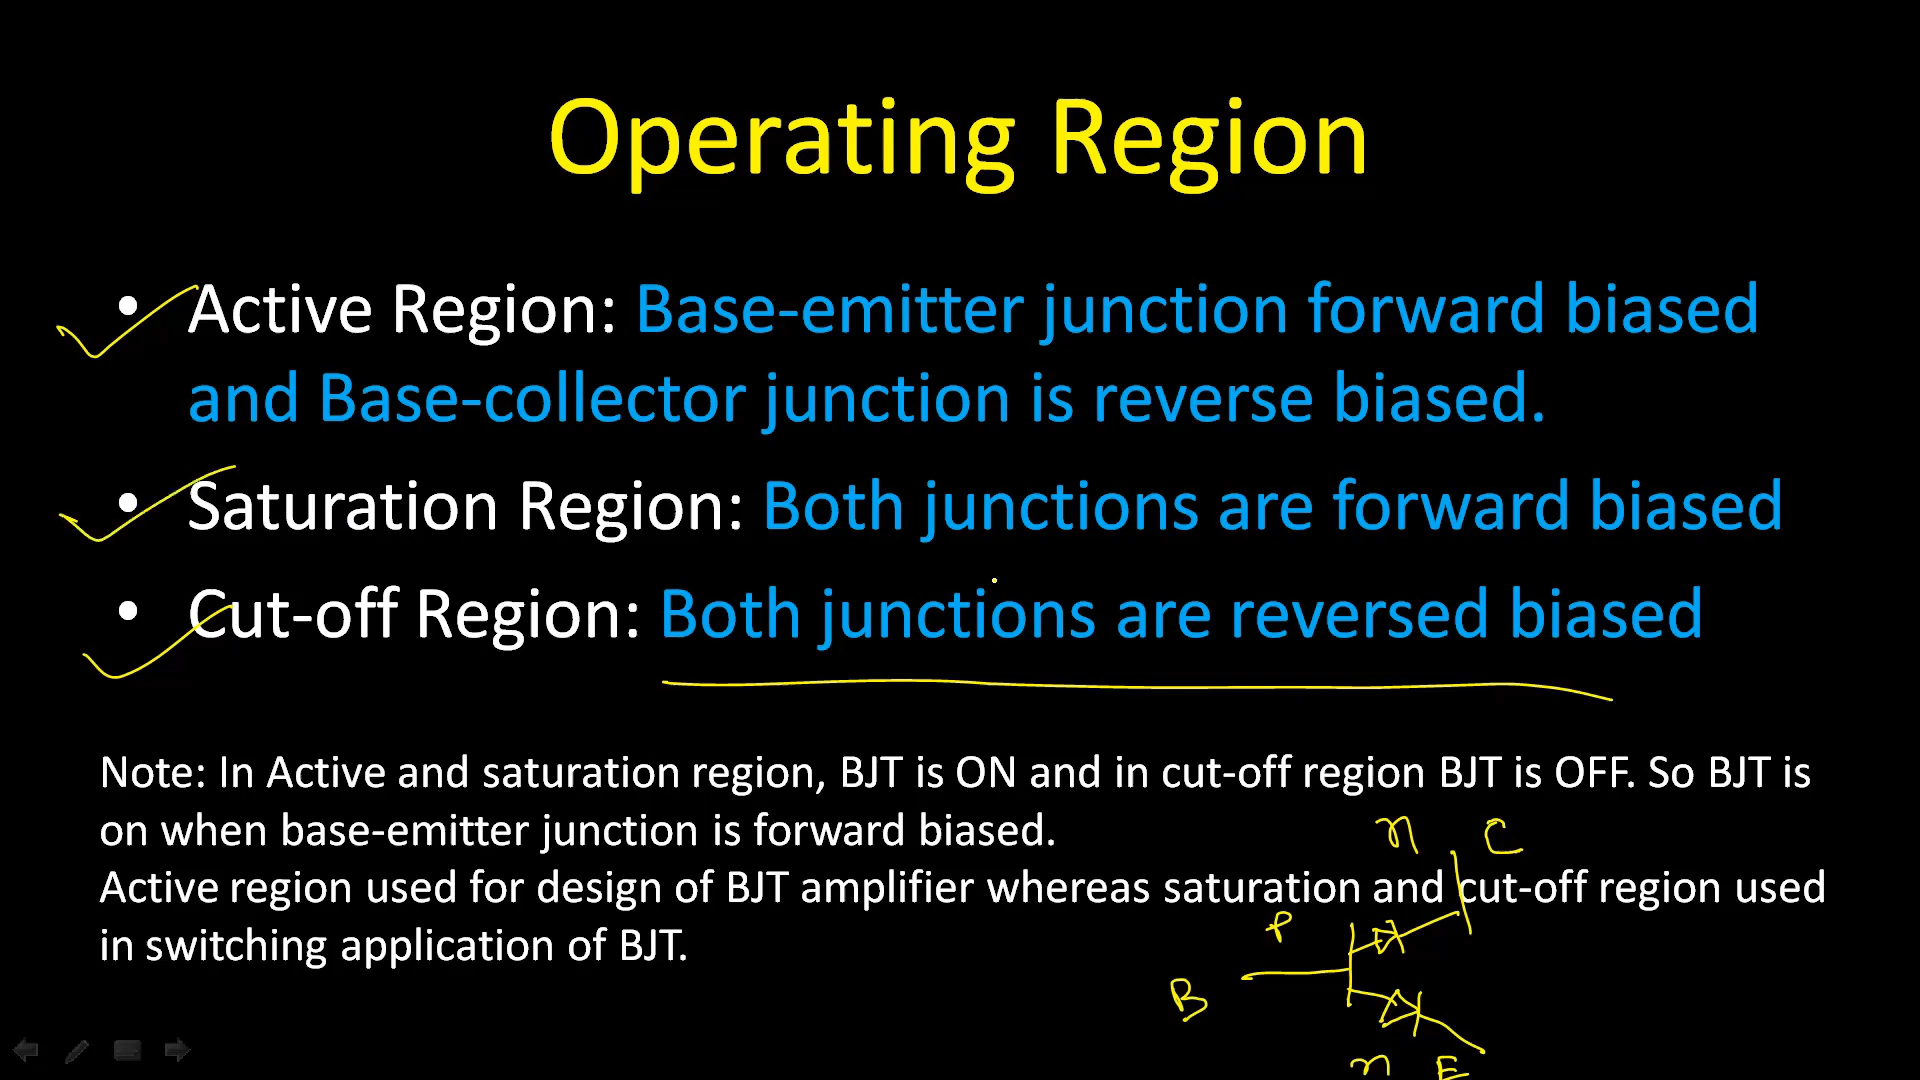 Operating Region
• Active Region: Base-emitter junction forward biased
and Base-collector junction is reverse biased.
• Saturation Region: Both junctions are forward biased
• Cut-off Region: Both junctions are reversed biased
Note: In Active and saturation region, BJT is ON and in cut-off region BJT is OFF. So BJT is
on when base-emitter junction is forward biased.
Active region used for design of BJT amplifier whereas saturation and cut-off region used
in switching application of BJT.
n C
P
B
n E